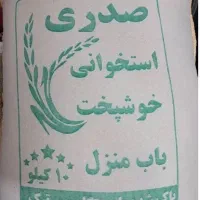 صدری
استخوانی
خوشپخت
باب منزل
۱۰ کیلو